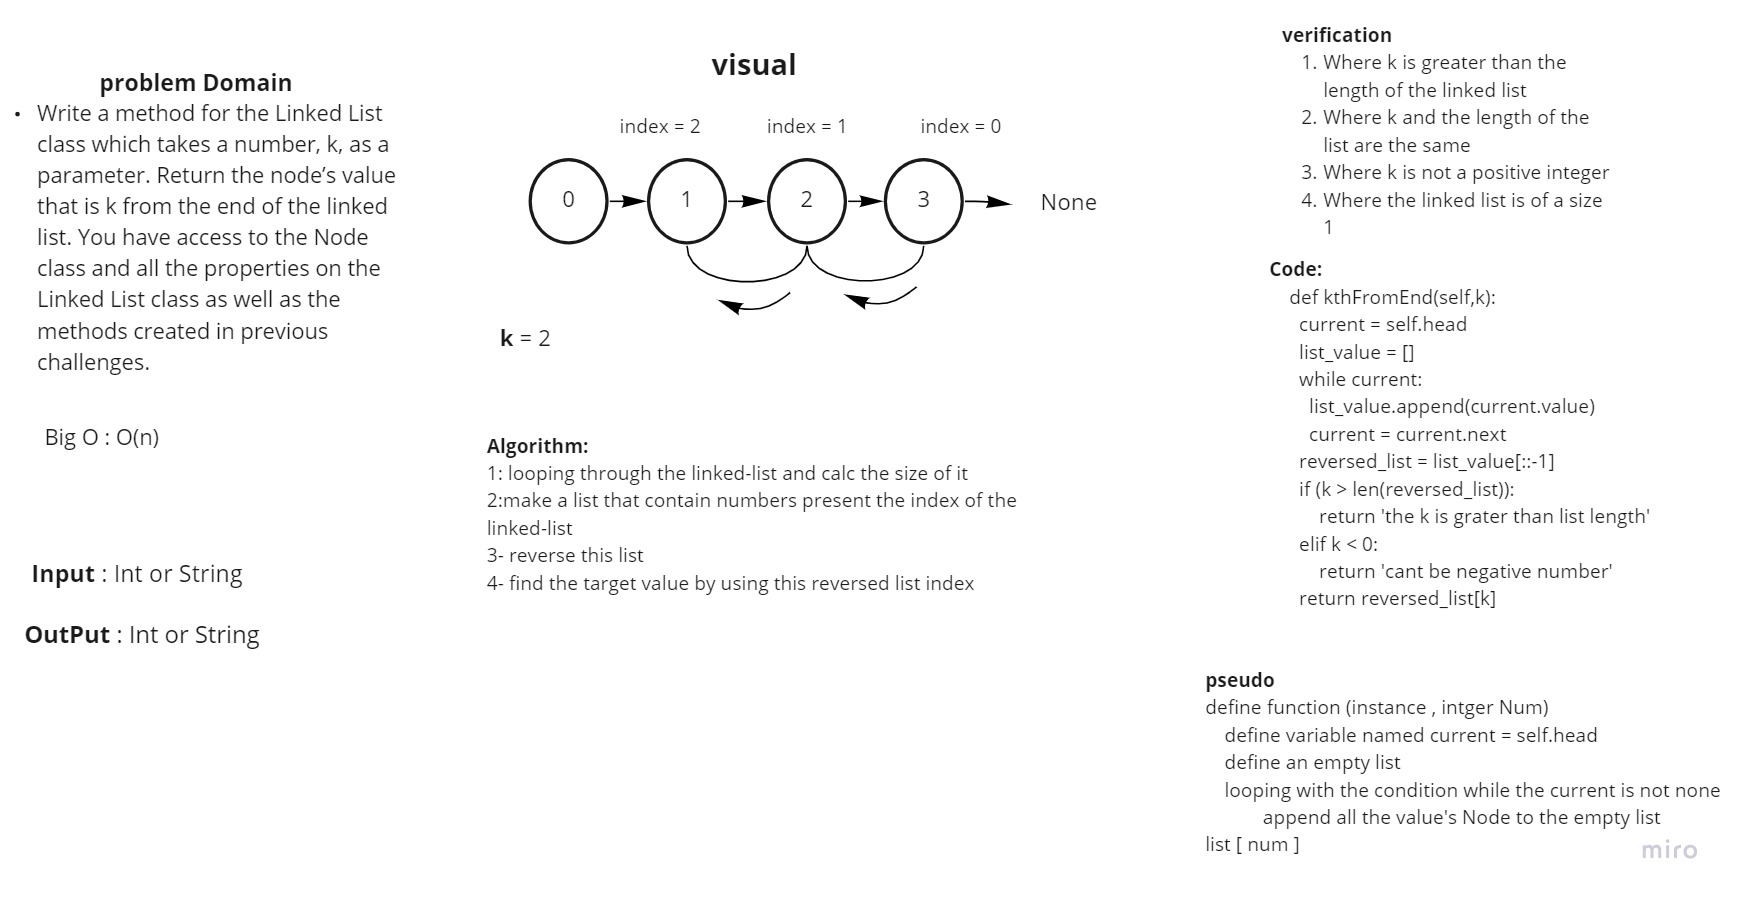 problem Domain
• Write a method for the Linked List
class which takes a number, k, as a
parameter. Return the node’s value
that is k from the end of the linked
list. You have access to the Node
class and all the properties on the
Linked List class as well as the
methods created in previous
challenges.
Big O : O(n)
Input : Int or String
OutPut : Int or String
visual
index = 2 index = 1 index = 0
0 1 2 3 None
k = 2
Algorithm:
1: looping through the linked-list and calc the size of it
2:make a list that contain numbers present the index of the
linked-list
3- reverse this list
4- find the target value by using this reversed list index
verification
1. Where k is greater than the
length of the linked list
2. Where k and the length of the
list are the same
3. Where k is not a positive integer
4. Where the linked list is of a size
1
Code:
def kthFromEnd(self,k):
current = self.head
list_value = []
while current:
list_value.append(current.value)
current = current.next
reversed_list = list_value[::-1]
if (k > len(reversed_list)):
return 'the k is grater than list length'
elif k < 0:
return 'cant be negative number'
return reversed_list[k]
pseudo
define function (instance , intger Num)
define variable named current = self.head
define an empty list
looping with the condition while the current is not none
append all the value's Node to the empty list
list [ num ]
miro